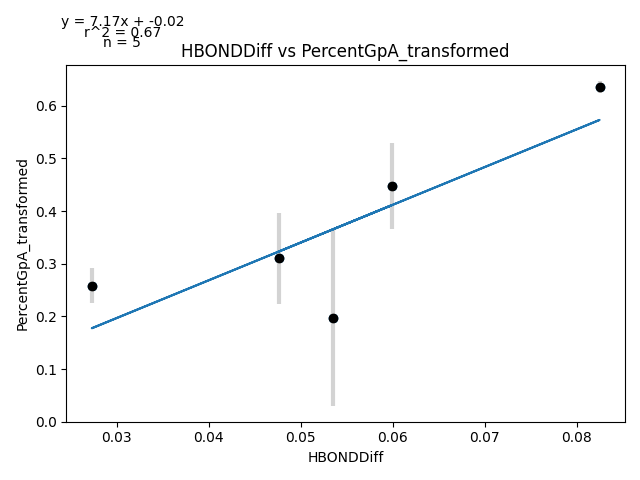 y = 7.17x + -0.02
r^2 = 0.67
n = 5
HBONDDiff vs PercentGpA_transformed
PercentGpA_transformed
0.6
0.5
0.4
0.3
0.2
0.1
0.0
0.03 0.04 0.05 0.06 0.07 0.08
HBONDDiff